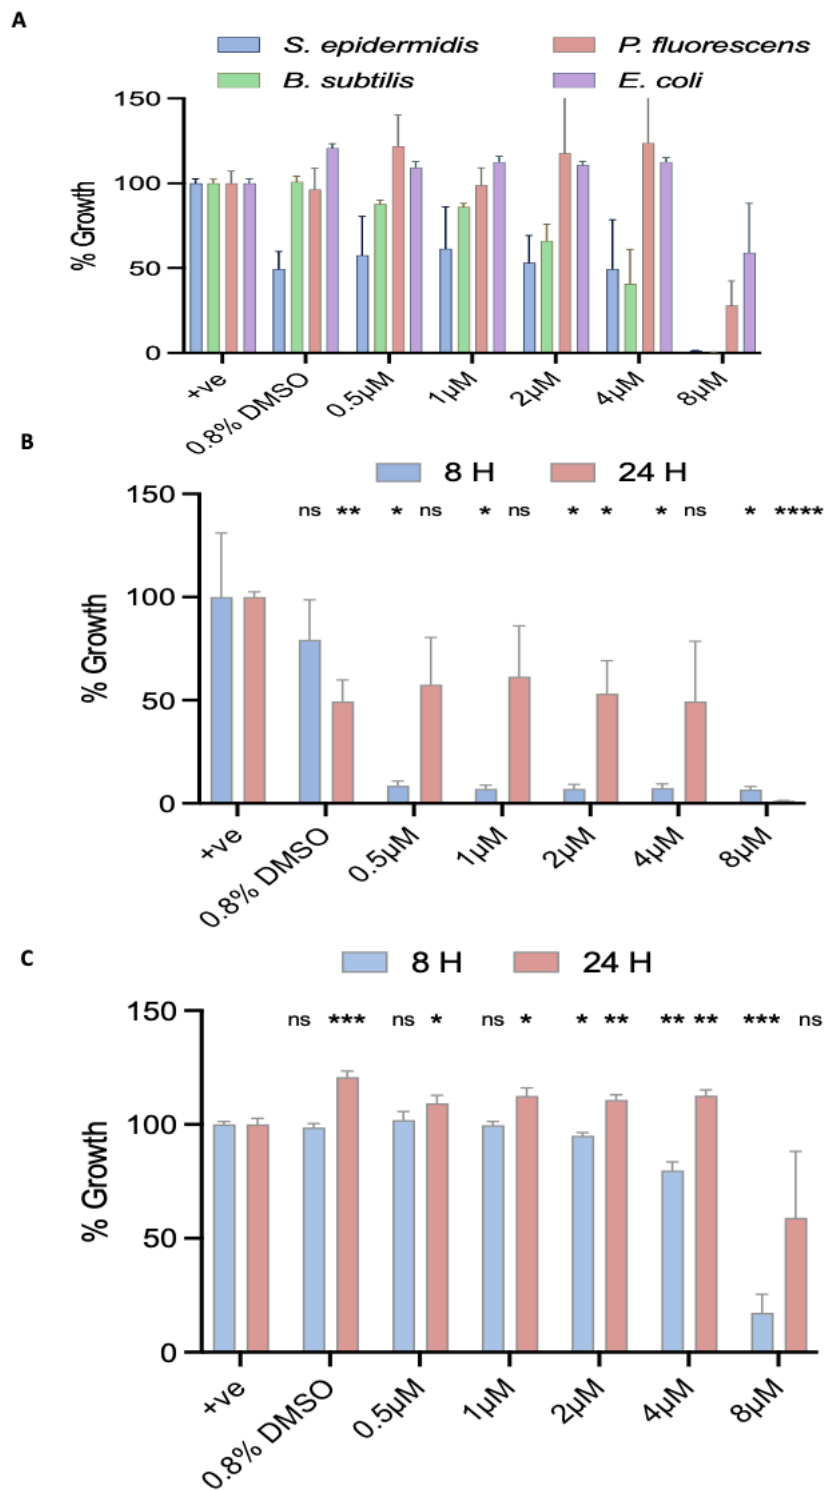 A
S. epidermidis P. fluorescens
B. subtilis E. coli
150
100
50
0
% Growth
+ve 0.8% DMSO 0.5µM 1µM 2µM 4µM 8µM
B
8 H 24 H
150
100
50
0
% Growth
ns ** * ns * ns * * * ns * ****
+ve 0.8% DMSO 0.5µM 1µM 2µM 4µM 8µM
C
8 H 24 H
150
100
50
0
% Growth
ns *** ns * ns * * ** ** ** *** ns
+ve 0.8% DMSO 0.5µM 1µM 2µM 4µM 8µM